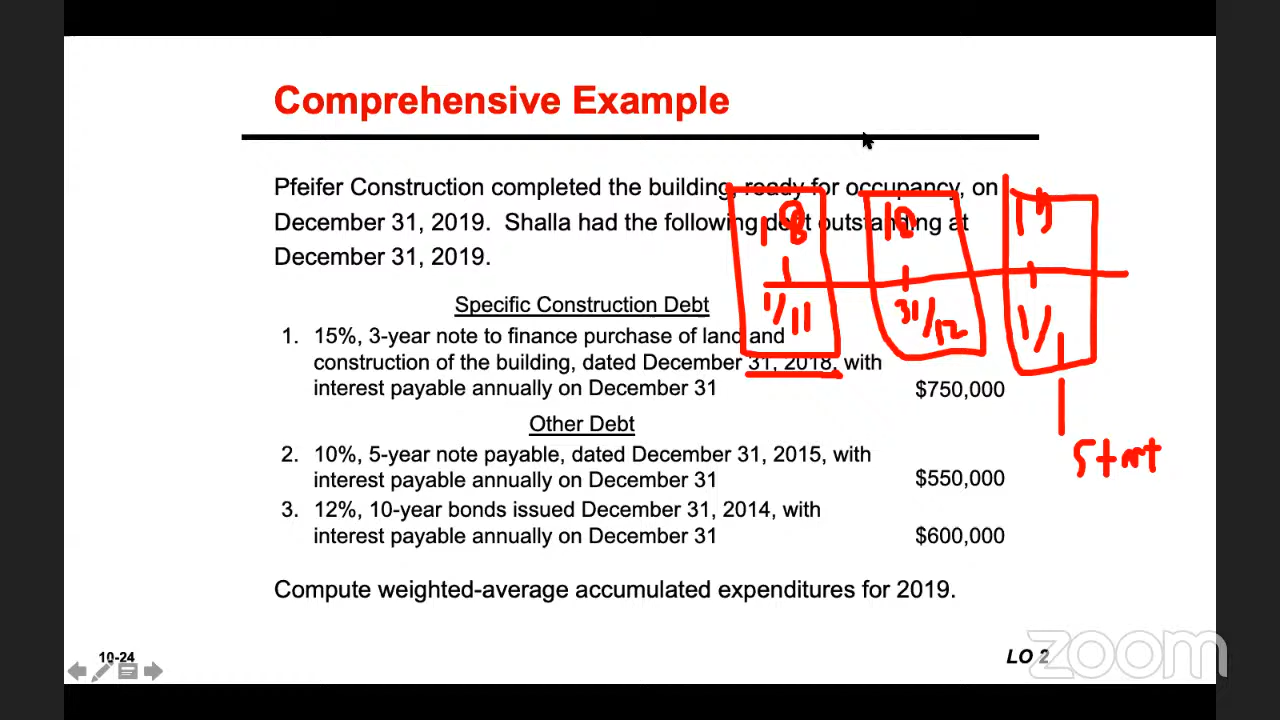 Comprehensive Example
Pfeifer Construction completed the building, ready for occupancy, on
December 31, 2019. Shalla had the following debt outstanding at
December 31, 2019.
18 18 19
1/11 31/12 1/1
Start
Specific Construction Debt
1. 15%, 3-year note to finance purchase of land and
construction of the building, dated December 31, 2018, with
interest payable annually on December 31 $750,000
Other Debt
2. 10%, 5-year note payable, dated December 31, 2015, with
interest payable annually on December 31 $550,000
3. 12%, 10-year bonds issued December 31, 2014, with
interest payable annually on December 31 $600,000
Compute weighted-average accumulated expenditures for 2019.
10-24 LO 2
zoom